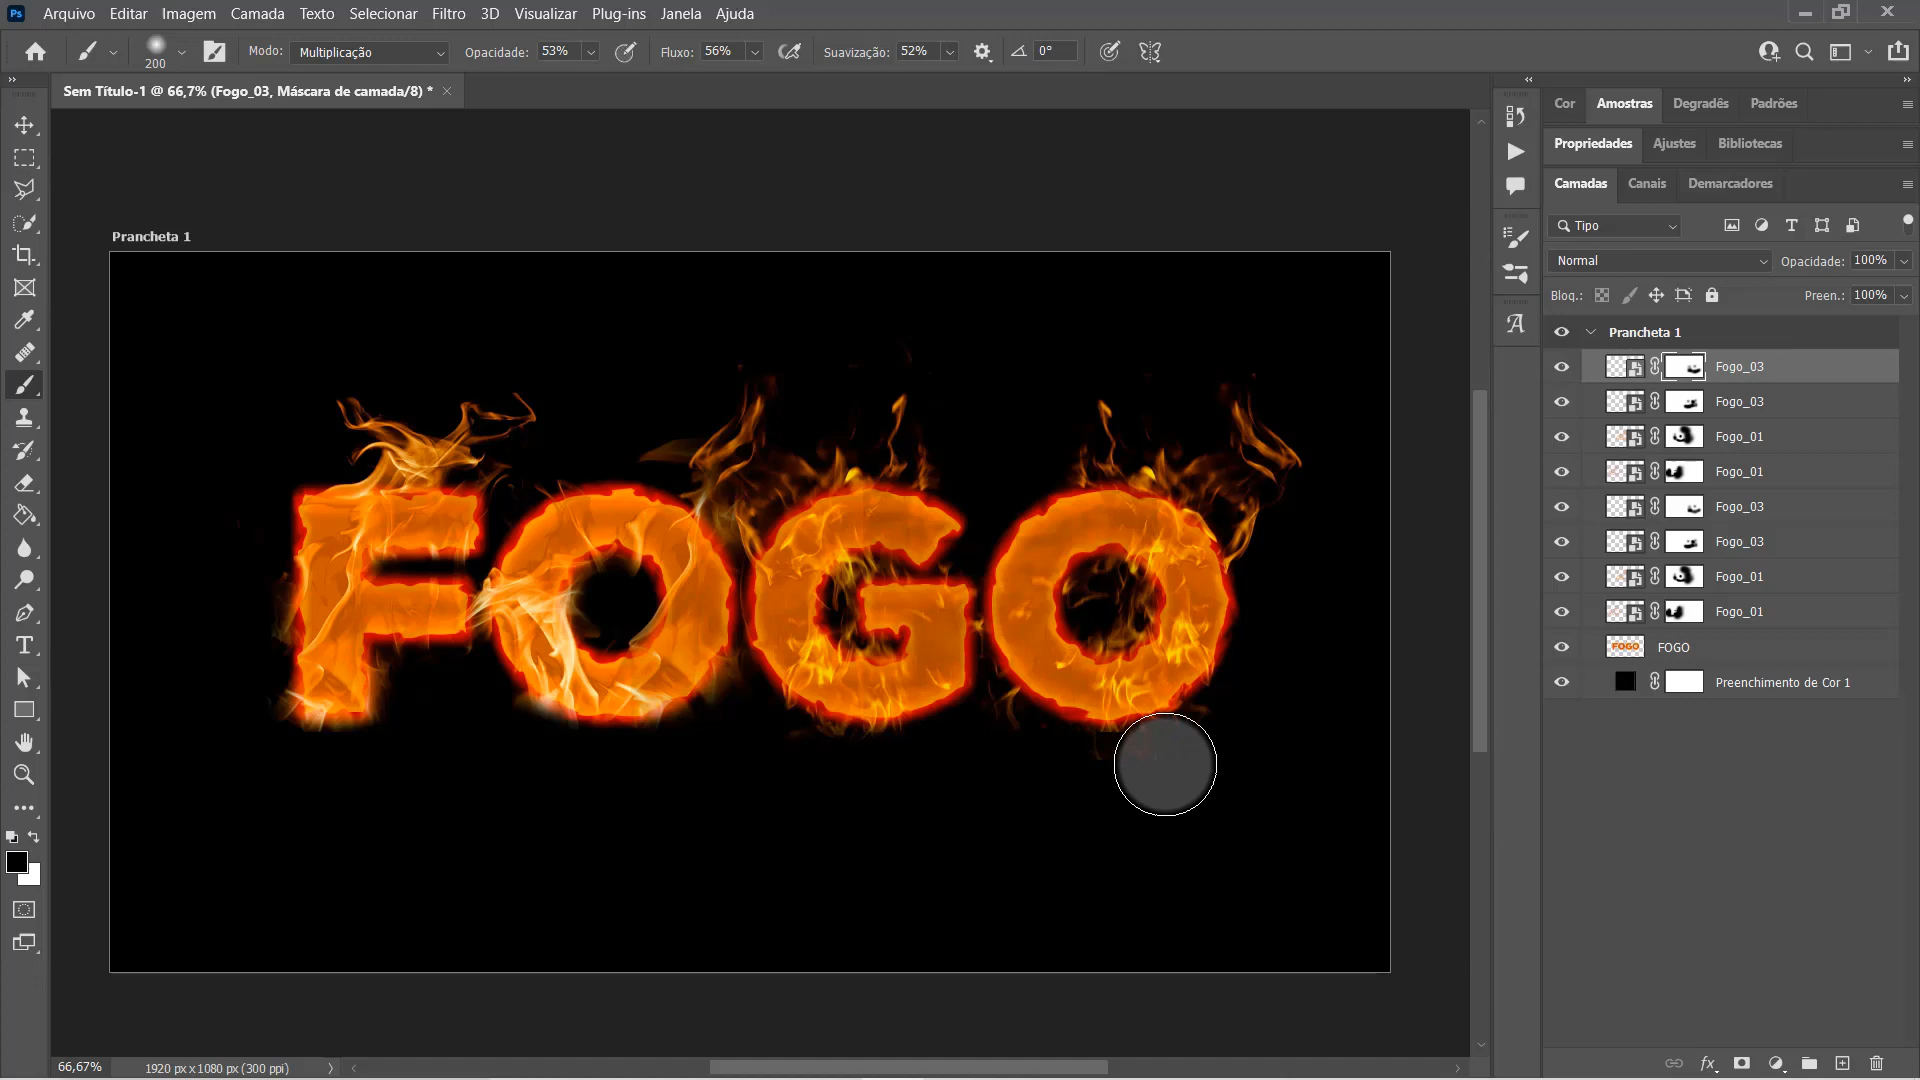 Ps Arquivo Editar Imagem Camada Texto Selecionar Filtro 3D Visualizar Plug-ins Janela Ajuda
200 Modo: Multiplicação Opacidade: 53% Fluxo: 56% Suavização: 52% 0°
Sem Título-1 @ 66,7% (Fogo_03, Máscara de camada/8) *
Cor Amostras Degradês Padrões
Propriedades Ajustes Bibliotecas
Camadas Canais Demarcadores
Tipo
Normal Opacidade: 100%
Bloq.: Preen.: 100%
Prancheta 1
Fogo_03
Fogo_03
Fogo_01
Fogo_01
Fogo_03
Fogo_03
Fogo_01
Fogo_01
FOGO FOGO
Preenchimento de Cor 1
Prancheta 1
FOGO
66,67% 1920 px x 1080 px (300 ppi)
fx